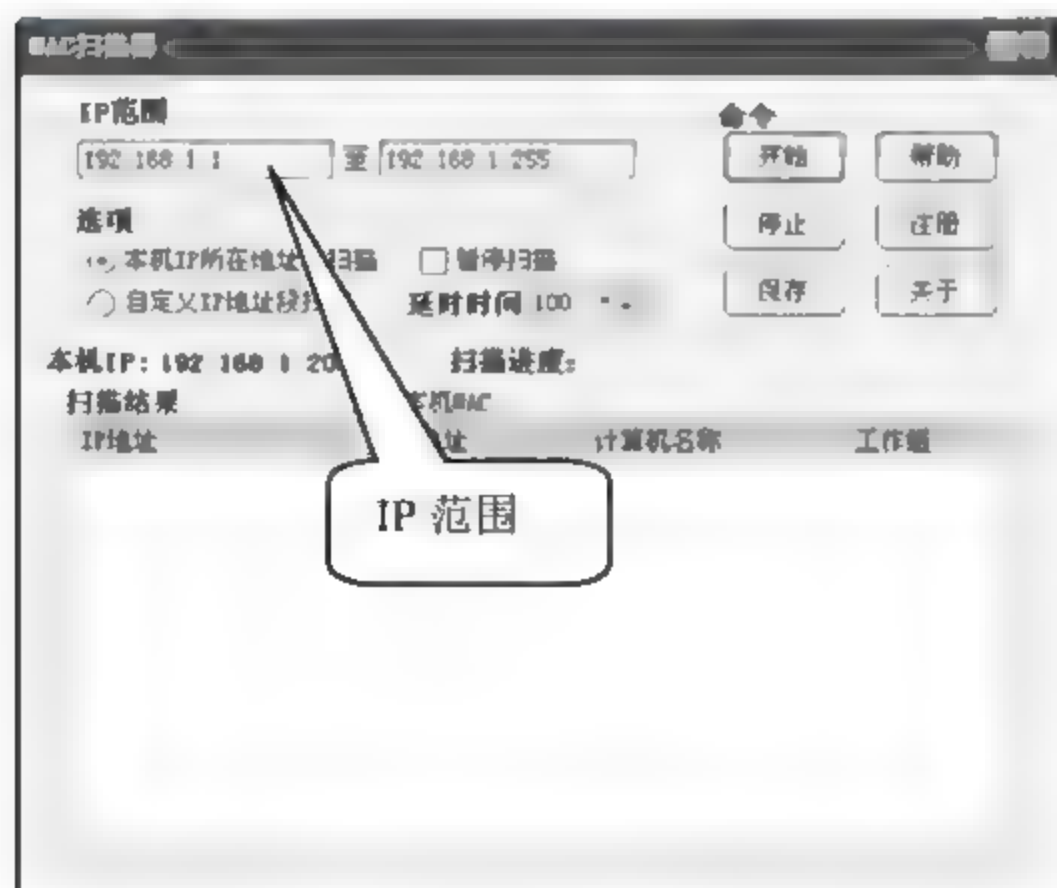 MAC扫描器
IP范围
192 168 1 1 至 192 168 1 255
选项
本机IP所在地址 扫描 暂停扫描
自定义IP地址段扫 延时时间 100
命令
开始 帮助
停止 注册
保存 关于
本机IP: 192 168 1 20 扫描进度:
扫描结果 本机MAC
IP地址 地址 计算机名称 工作组
IP 范围